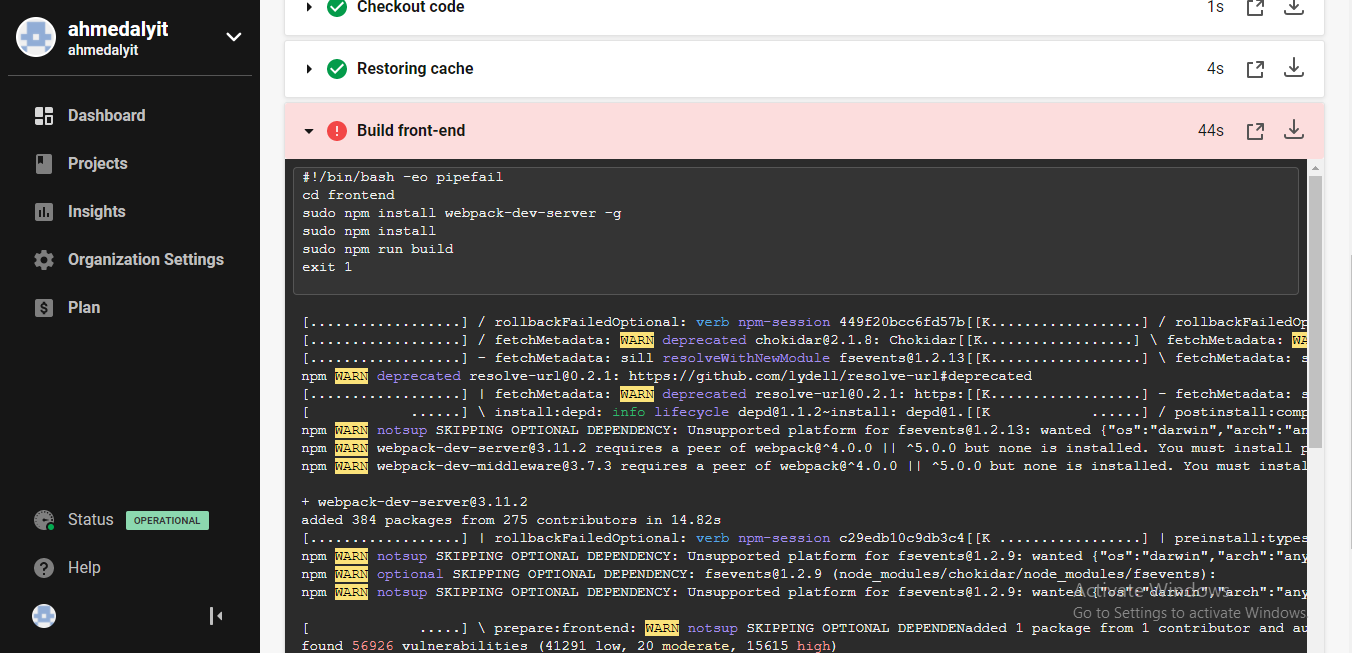 ahmedalyit
ahmedalyit
Dashboard
Projects
Insights
Organization Settings
Plan
Status OPERATIONAL
Help
Checkout code 1s
Restoring cache 4s
Build front-end 44s
#!/bin/bash -eo pipefail
cd frontend
sudo npm install webpack-dev-server -g
sudo npm install
sudo npm run build
exit 1
[..................] / rollbackFailedOptional: verb npm-session 449f20bcc6fd57b[[K..................] / rollbackFailedOp
[..................] / fetchMetadata: WARN deprecated chokidar@2.1.8: Chokidar[[K..................] \ fetchMetadata: WA
[..................] - fetchMetadata: sill resolveWithNewModule fsevents@1.2.13[[K..................] \ fetchMetadata: s
npm WARN deprecated resolve-url@0.2.1: https://github.com/lydell/resolve-url#deprecated
[..................] | fetchMetadata: WARN deprecated resolve-url@0.2.1: https:[[K..................] - fetchMetadata: s
[            ......] \ install:depd: info lifecycle depd@1.1.2~install: depd@1.[[K            ......] / postinstall:comp
npm WARN notsup SKIPPING OPTIONAL DEPENDENCY: Unsupported platform for fsevents@1.2.13: wanted {"os":"darwin","arch":"an
npm WARN webpack-dev-server@3.11.2 requires a peer of webpack@^4.0.0 || ^5.0.0 but none is installed. You must install p
npm WARN webpack-dev-middleware@3.7.3 requires a peer of webpack@^4.0.0 || ^5.0.0 but none is installed. You must instal
+ webpack-dev-server@3.11.2
added 384 packages from 275 contributors in 14.82s
[..................] | rollbackFailedOptional: verb npm-session c29edb10c9db3c4[[K .................] | preinstall:types
npm WARN notsup SKIPPING OPTIONAL DEPENDENCY: Unsupported platform for fsevents@1.2.9: wanted {"os":"darwin","arch":"any
npm WARN optional SKIPPING OPTIONAL DEPENDENCY: fsevents@1.2.9 (node_modules/chokidar/node_modules/fsevents):
npm WARN notsup SKIPPING OPTIONAL DEPENDENCY: Unsupported platform for fsevents@1.2.9: wanted {"os":"darwin","arch":"any
Activate Windows
Go to Settings to activate Windows.
[             .....] \ prepare:frontend: WARN notsup SKIPPING OPTIONAL DEPENDENadded 1 package from 1 contributor and au
found 56926 vulnerabilities (41291 low, 20 moderate, 15615 high)